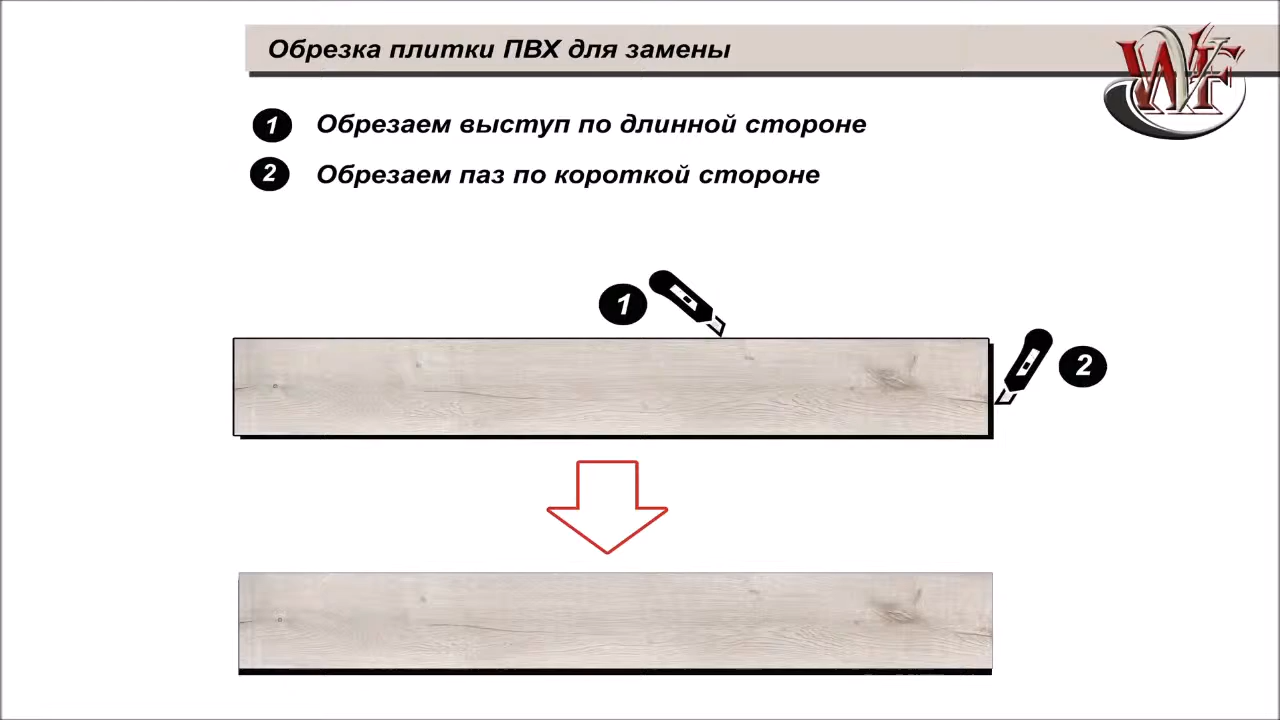 Обрезка плитки ПВХ для замены
WF
1 Обрезаем выступ по длинной стороне
2 Обрезаем паз по короткой стороне
1
2